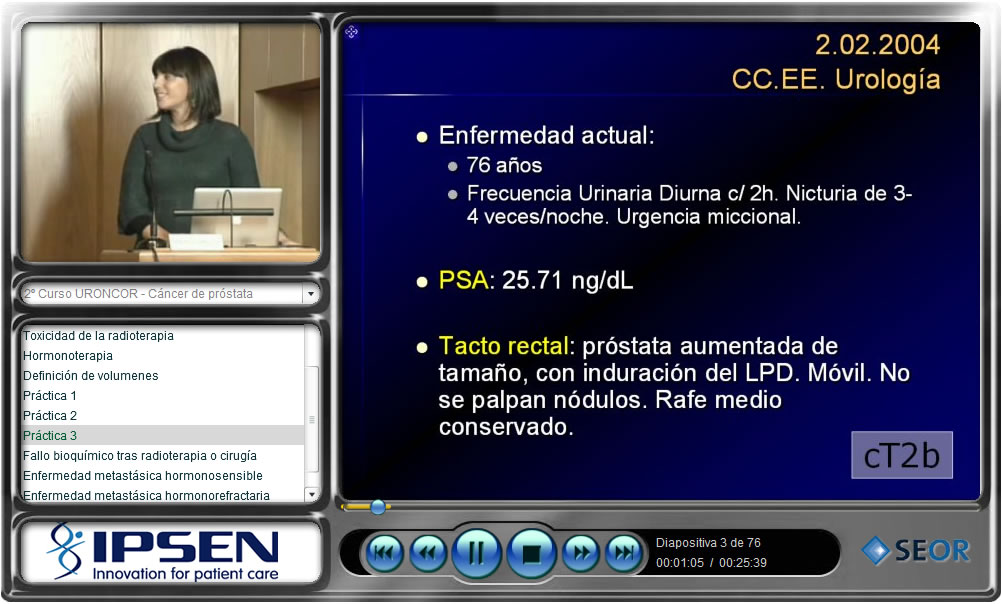 2.02.2004
CC.EE. Urología
Enfermedad actual:
76 años
Frecuencia Urinaria Diurna c/ 2h. Nicturia de 3-
4 veces/noche. Urgencia miccional.
PSA: 25.71 ng/dL
Tacto rectal: próstata aumentada de
tamaño, con induración del LPD. Móvil. No
se palpan nódulos. Rafe medio
conservado.
cT2b
2º Curso URONCOR - Cáncer de próstata
Toxicidad de la radioterapia
Hormonoterapia
Definición de volumenes
Práctica 1
Práctica 2
Práctica 3
Fallo bioquímico tras radioterapia o cirugía
Enfermedad metastásica hormonosensible
Enfermedad metastásica hormonorefractaria
IPSEN
Innovation for patient care
Diapositiva 3 de 76
00:01:05 / 00:25:39
SEOR